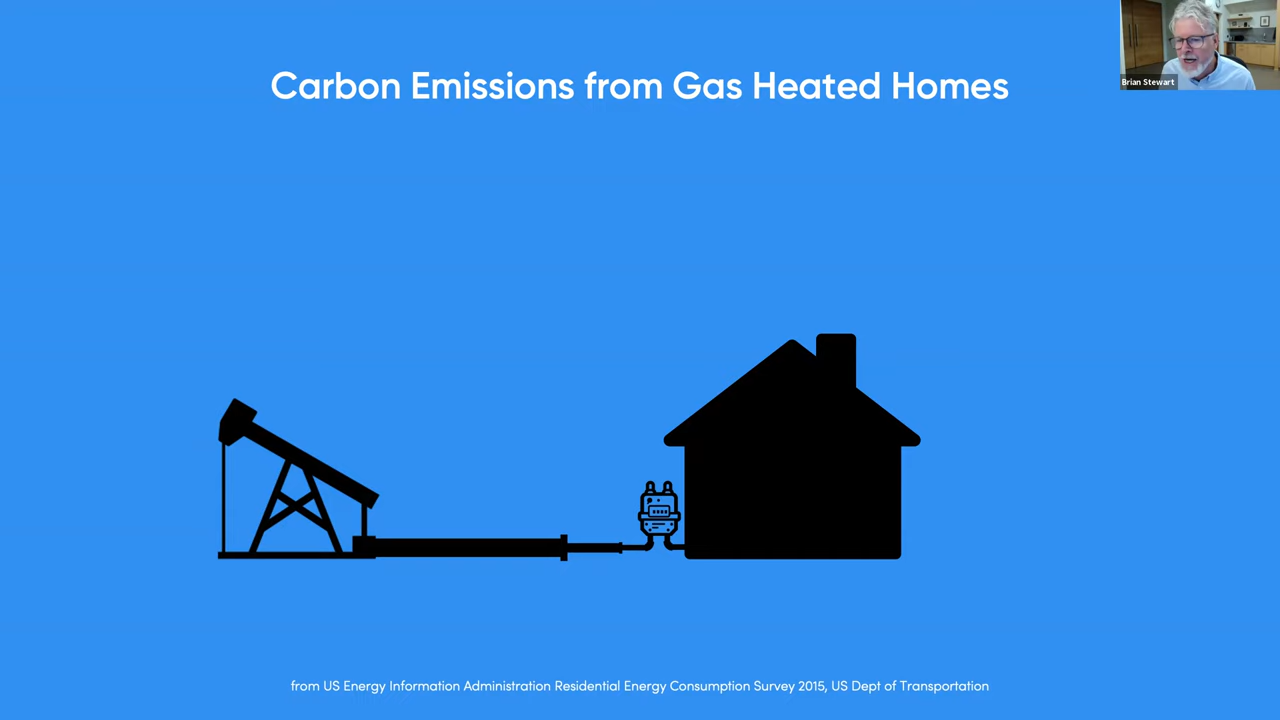 Carbon Emissions from Gas Heated Homes
Brian Stewart
from US Energy Information Administration Residential Energy Consumption Survey 2015, US Dept of Transportation